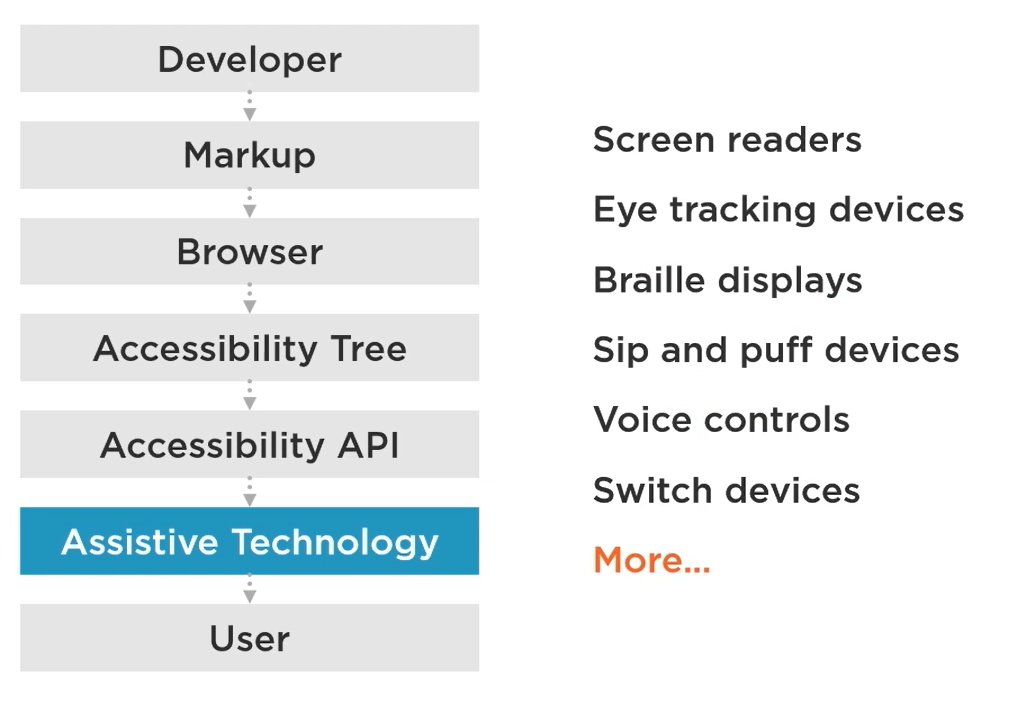 Developer
Markup
Browser
Accessibility Tree
Accessibility API
Assistive Technology
User
Screen readers
Eye tracking devices
Braille displays
Sip and puff devices
Voice controls
Switch devices
More...